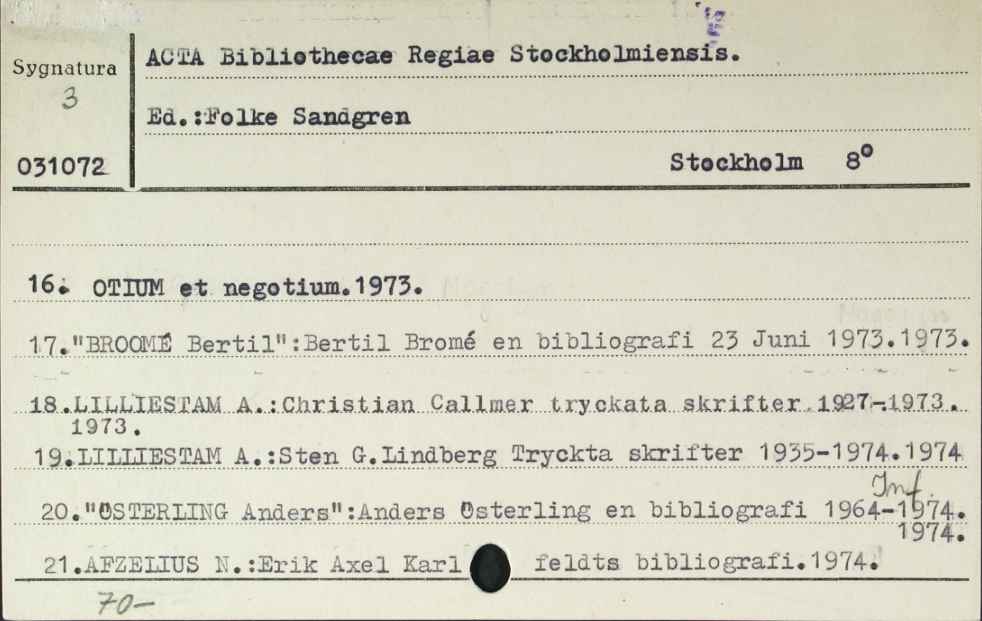 ACTA Bibliothecae Regiae Stockholmiensis.
Sygnatura
3
Ed.:Folke Sandgren
031072
Stockholm 8°
16. OTIUM et negotium.1973.
17."BROOMÉ Bertil":Bertil Bromé en bibliografi 23 Juni 1973.1973.
18.LILLIESTAM A.:Christian Callmer tryckata skrifter 1927-1973.
1973.
19.LILLIESTAM A.:Sten G.Lindberg Tryckta skrifter 1935-1974.1974
Inf.
20."ÖSTERLING Anders":Anders Österling en bibliografi 1964-1974.
1974.
21.AFZELIUS N.:Erik Axel Karl feldts bibliografi.1974.
70-